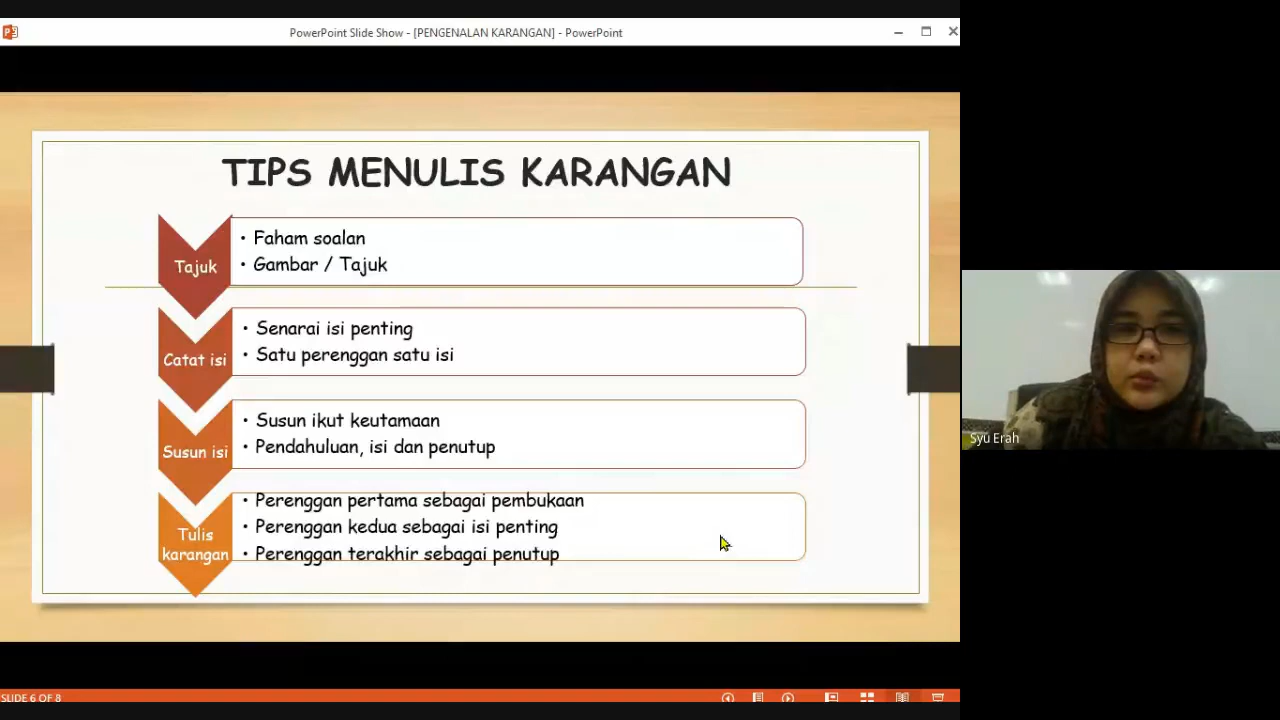 PowerPoint Slide Show - [PENGENALAN KARANGAN] - PowerPoint
TIPS MENULIS KARANGAN
Tajuk
• Faham soalan
• Gambar / Tajuk
Catat isi
• Senarai isi penting
• Satu perenggan satu isi
Susun isi
• Susun ikut keutamaan
• Pendahuluan, isi dan penutup
Tulis
karangan
• Perenggan pertama sebagai pembukaan
• Perenggan kedua sebagai isi penting
• Perenggan terakhir sebagai penutup
Syu Erah
SLIDE 6 OF 8